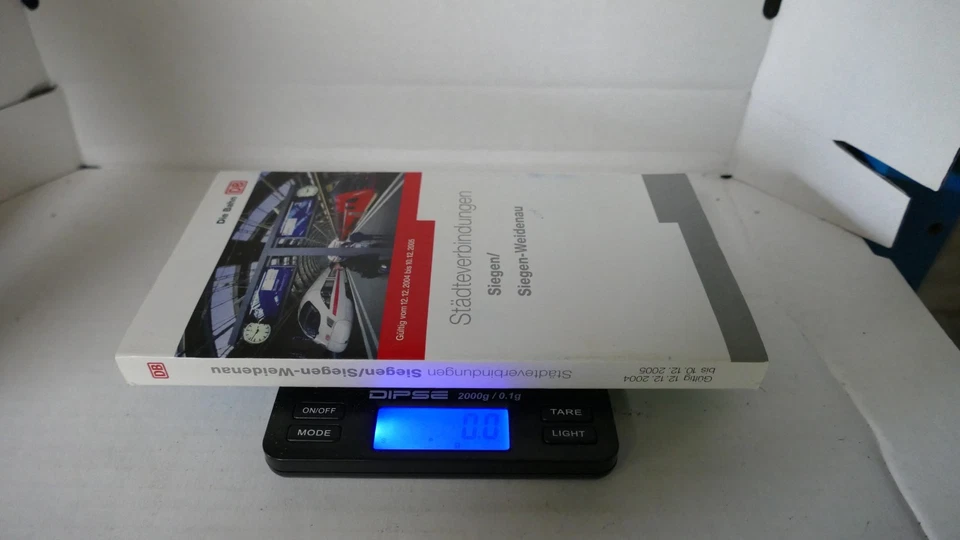 Die Bahn DB
Gültig vom 12.12.2004 bis 10.12.2005
Städteverbindungen
Siegen/
Siegen-Weidenau
DB
Städteverbindungen Siegen/Siegen-Weidenau
Gültig 12.12.2004
bis 10.12.2005
DIPSE 2000g / 0.1g
ON/OFF
MODE
0.0
TARE
LIGHT